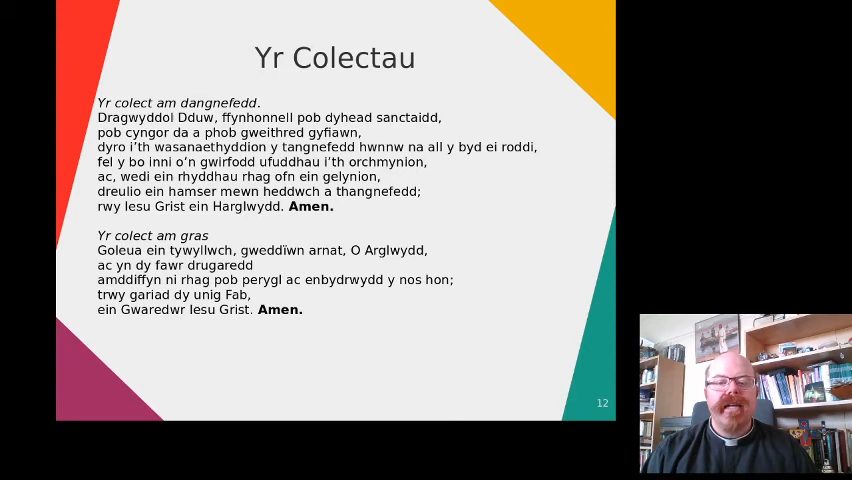 Yr Colectau
Yr colect am dangnefedd.
Dragwyddol Dduw, ffynhonnell pob dyhead sanctaidd,
pob cyngor da a phob gweithred gyfiawn,
dyro i’th wasanaethyddion y tangnefedd hwnnw na all y byd ei roddi,
fel y bo inni o’n gwirfodd ufuddhau i’th orchmynion,
ac, wedi ein rhyddhau rhag ofn ein gelynion,
dreulio ein hamser mewn heddwch a thangnefedd;
rwy Iesu Grist ein Harglwydd. Amen.
Yr colect am gras
Goleua ein tywyllwch, gweddïwn arnat, O Arglwydd,
ac yn dy fawr drugaredd
amddiffyn ni rhag pob perygl ac enbydrwydd y nos hon;
trwy gariad dy unig Fab,
ein Gwaredwr Iesu Grist. Amen.
12